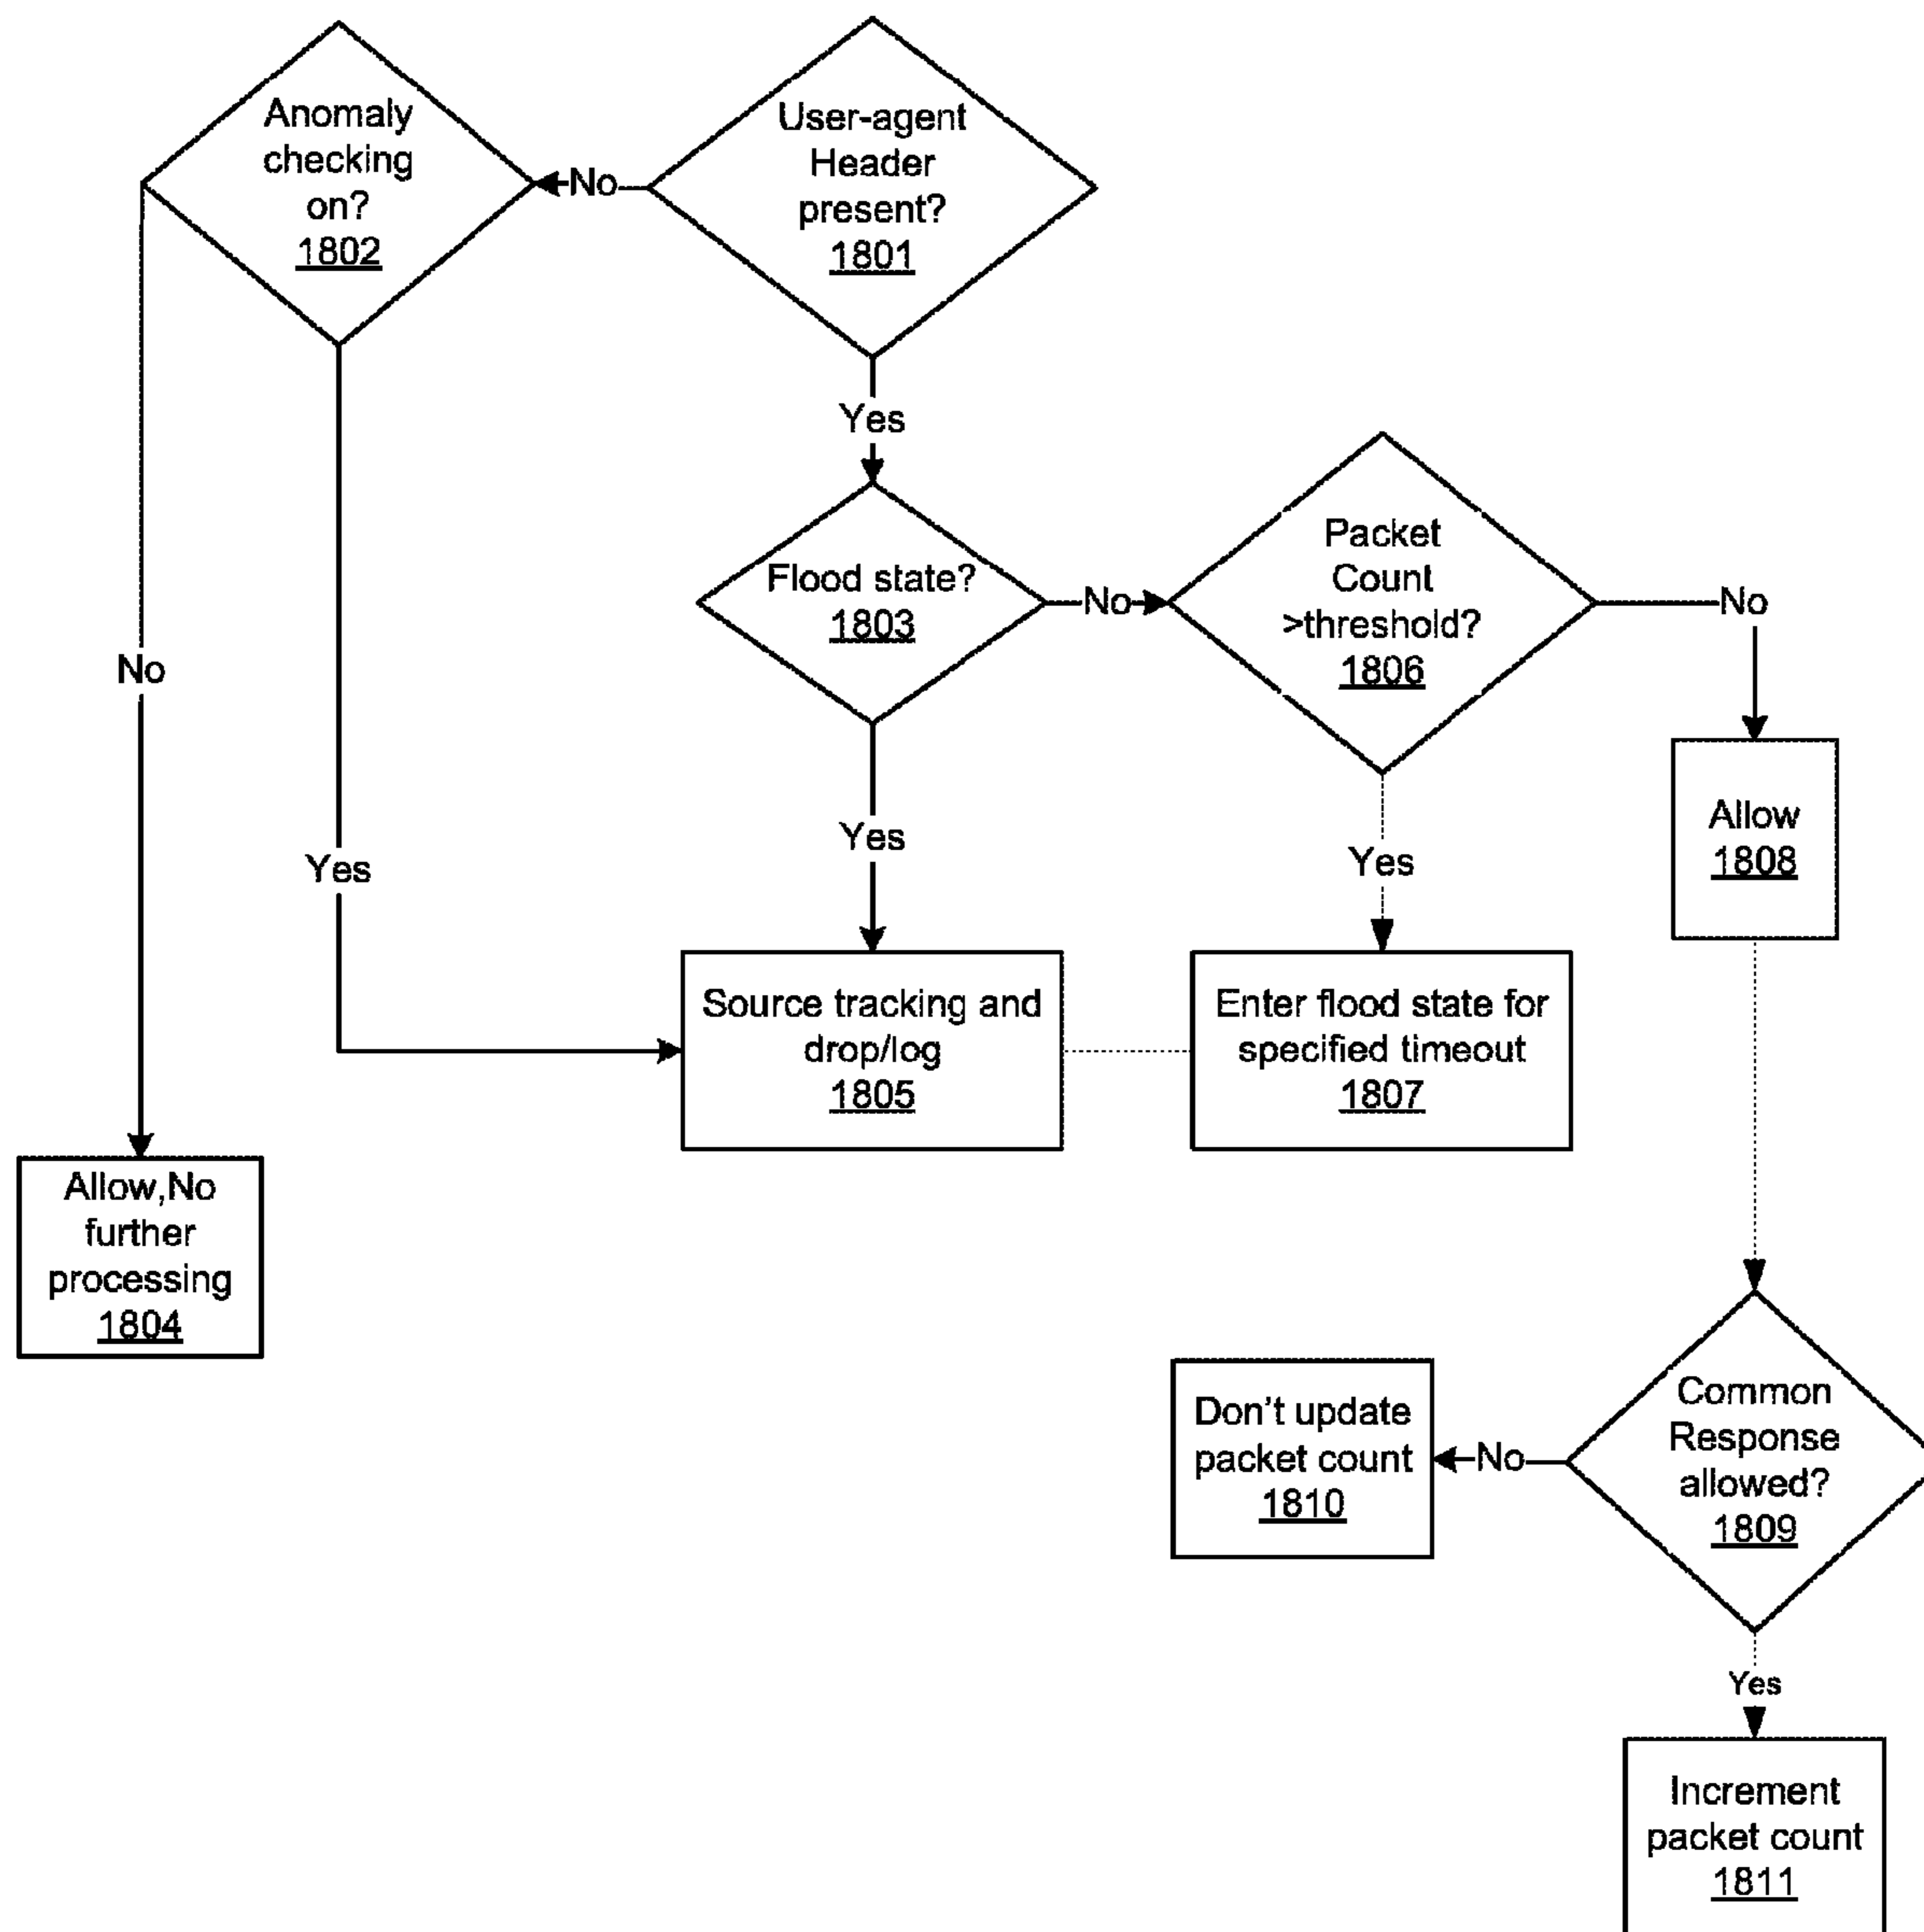 Anomaly
checking
on?
1802
No
User-agent
Header
present?
1801
Yes
Flood state?
1803
No
Packet
Count
>threshold?
1806
No
No
Yes
Yes
Yes
Allow
1808
Source tracking and
drop/log
1805
Enter flood state for
specified timeout
1807
Allow,No
further
processing
1804
Don't update
packet count
1810
No
Common
Response
allowed?
1809
Yes
Increment
packet count
1811